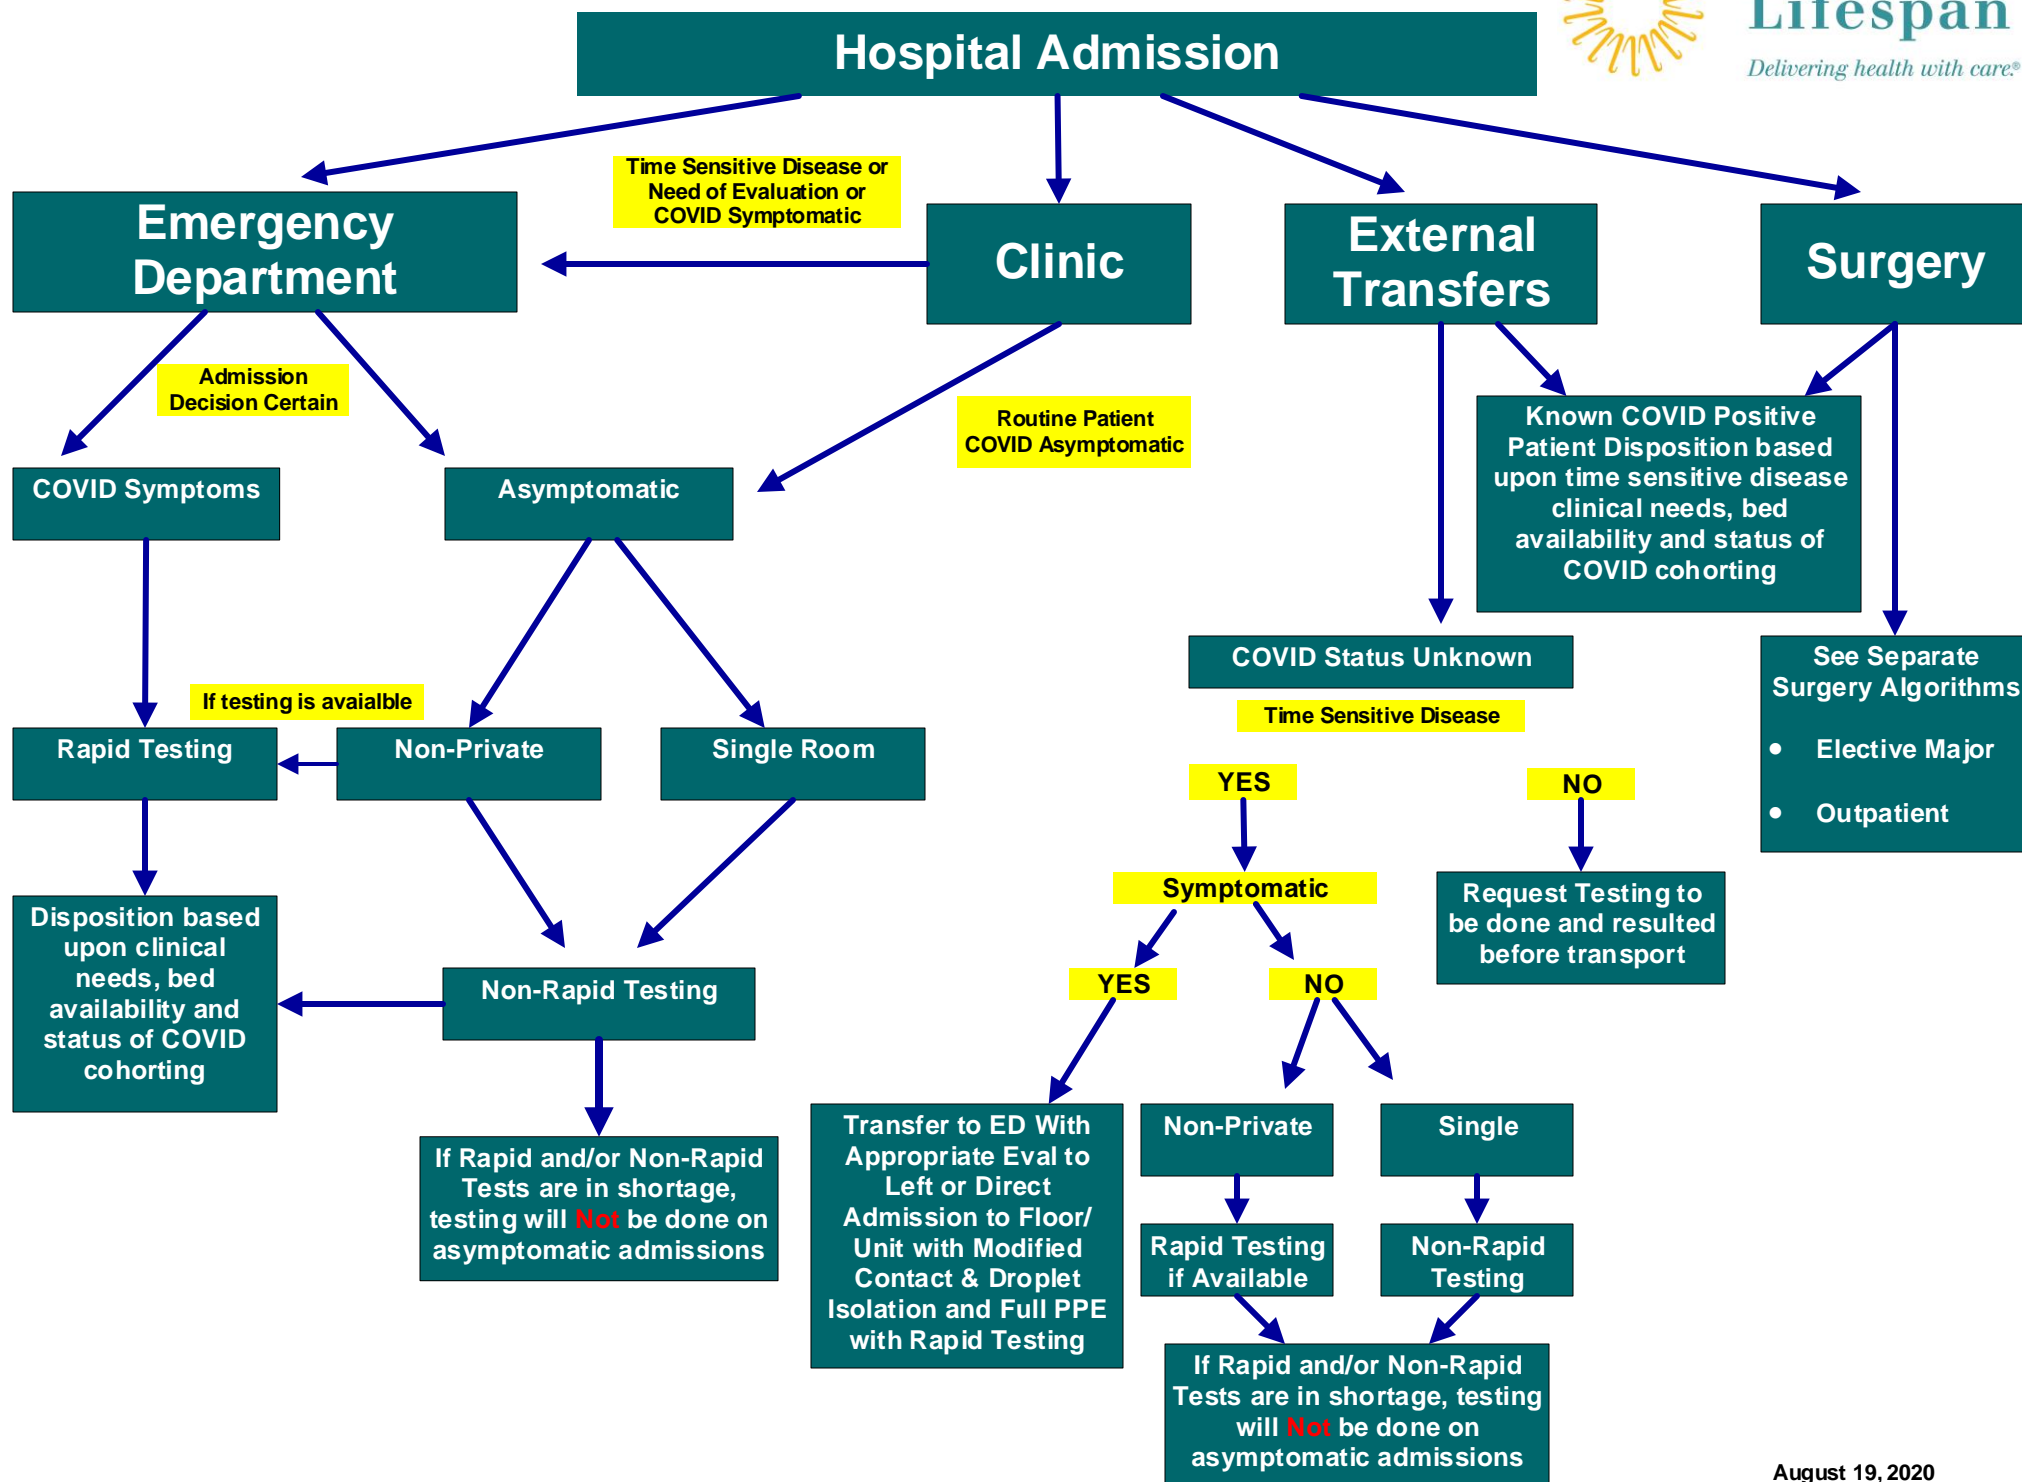 Lifespan
Delivering health with care.®
Hospital Admission
Time Sensitive Disease or
Need of Evaluation or
COVID Symptomatic
Emergency
Department
Clinic
External
Transfers
Surgery
Admission
Decision Certain
Routine Patient
COVID Asymptomatic
Known COVID Positive
Patient Disposition based
upon time sensitive disease
clinical needs, bed
availability and status of
COVID cohorting
COVID Symptoms
Asymptomatic
COVID Status Unknown
Time Sensitive Disease
See Separate
Surgery Algorithms
• Elective Major
• Outpatient
If testing is avaialble
Rapid Testing
Non-Private
Single Room
YES
NO
Symptomatic
Request Testing to
be done and resulted
before transport
YES
NO
Disposition based
upon clinical
needs, bed
availability and
status of COVID
cohorting
Non-Rapid Testing
If Rapid and/or Non-Rapid
Tests are in shortage,
testing will Not be done on
asymptomatic admissions
Transfer to ED With
Appropriate Eval to
Left or Direct
Admission to Floor/
Unit with Modified
Contact & Droplet
Isolation and Full PPE
with Rapid Testing
Non-Private
Single
Rapid Testing
if Available
Non-Rapid
Testing
If Rapid and/or Non-Rapid
Tests are in shortage, testing
will Not be done on
asymptomatic admissions
August 19, 2020